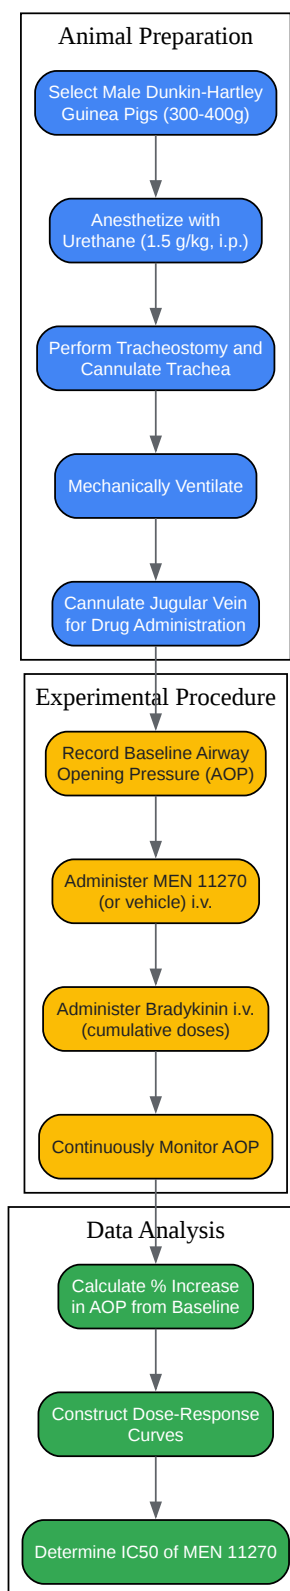 Animal Preparation
Select Male Dunkin-Hartley
Guinea Pigs (300-400g)
Anesthetize with
Urethane (1.5 g/kg, i.p.)
Perform Tracheostomy and
Cannulate Trachea
Mechanically Ventilate
Cannulate Jugular Vein
for Drug Administration
Experimental Procedure
Record Baseline Airway
Opening Pressure (AOP)
Administer MEN 11270
(or vehicle) i.v.
Administer Bradykinin i.v.
(cumulative doses)
Continuously Monitor AOP
Data Analysis
Calculate % Increase
in AOP from Baseline
Construct Dose-Response
Curves
Determine IC50 of MEN 11270